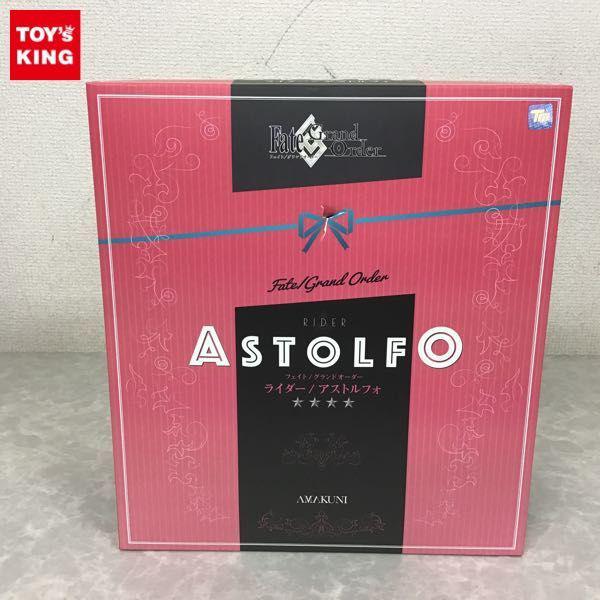 TOY's
KING
Fate Grand
Order
フェイト/グランドオーダー
Fate/Grand Order
RIDER
ASTOLFO
フェイト/グランドオーダー
ライダー/アストルフォ
AMAKUNI